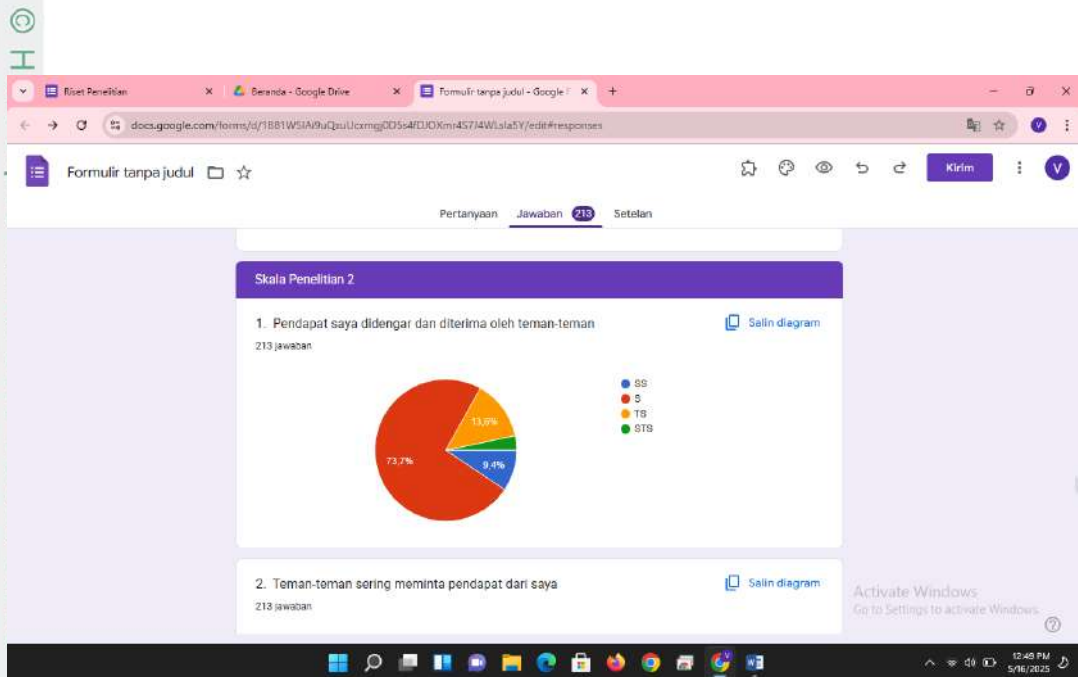 ©
H
Riset Penelitian
Beranda - Google Drive
Formulir tanpa judul - Google F
Formulir tanpa judul
Kirim
V
Pertanyaan Jawaban 213 Setelan
Skala Penelitian 2
1. Pendapat saya didengar dan diterima oleh teman-teman
Salin diagram
213 jawaban
SS
S
TS
STS
13,6%
73,7%
9,4%
2. Teman-teman sering meminta pendapat dari saya
Salin diagram
213 jawaban
Activate Windows
Go to Settings to activate Windows.
12:49 PM
5/16/2025